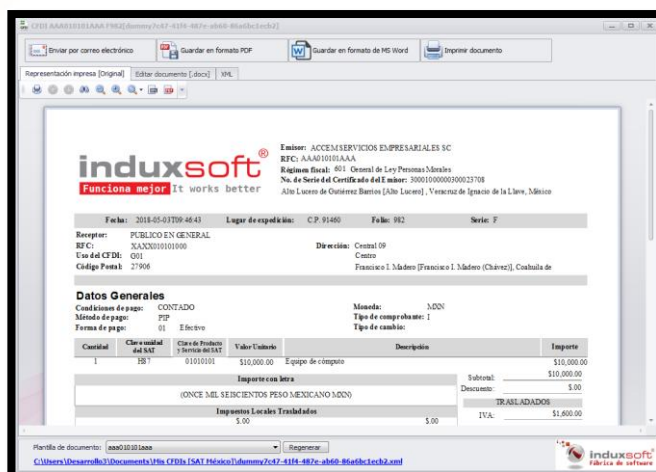 CFDI AAA010101AAA F982[dummy7c47-41f4-487e-ab60-86a6bc1ecb2]
Enviar por correo electrónico
Guardar en formato PDF
Guardar en formato de MS Word
Imprimir documento
Representación impresa [Original] Editar documento [.docx] XML
Emisor: ACCEM SERVICIOS EMPRESARIALES SC
RFC: AAA010101AAA
Régimen fiscal: 601 General de Ley Personas Morales
No. de Serie del Certificado del Emisor: 30001000000300023708
Alto Lucero de Gutiérrez Barrios [Alto Lucero] , Veracruz de Ignacio de la Llave, México
induxsoft®
Funciona mejor It works better
Fecha: 2018-05-03T09:46:43 Lugar de expedición: C.P. 91460 Folio: 982 Serie: F
Receptor: PUBLICO EN GENERAL
RFC: XAXX010101000 Dirección: Central 09
Uso del CFDI: G01 Centro
Código Postal: 27906 Francisco I. Madero [Francisco I. Madero (Chávez)], Coahuila de
Datos Generales
Condiciones de pago: CONTADO Moneda: MXN
Método de pago: PIP Tipo de comprobante: I
Forma de pago: 01 Efectivo Tipo de cambio:
Cantidad Clave unidad del SAT Clave de Producto y Servicio del SAT Valor Unitario Descripción Importe
1 H87 01010101 $10,000.00 Equipo de cómputo $10,000.00
Importe con letra Subtotal: $10,000.00
(ONCE MIL SEISCIENTOS PESO MEXICANO MXN) Descuento: $.00
TRASLADADOS
Impuestos Locales Trasladados IVA: $1,600.00
$.00 $.00
Plantilla de documento: aaa010101aaa Regenerar
C:\Users\Desarrollo3\Documents\Mis CFDIs [SAT México]\dummy7c47-41f4-487e-ab60-86a6bc1ecb2.xml
induxsoft
Fábrica de software